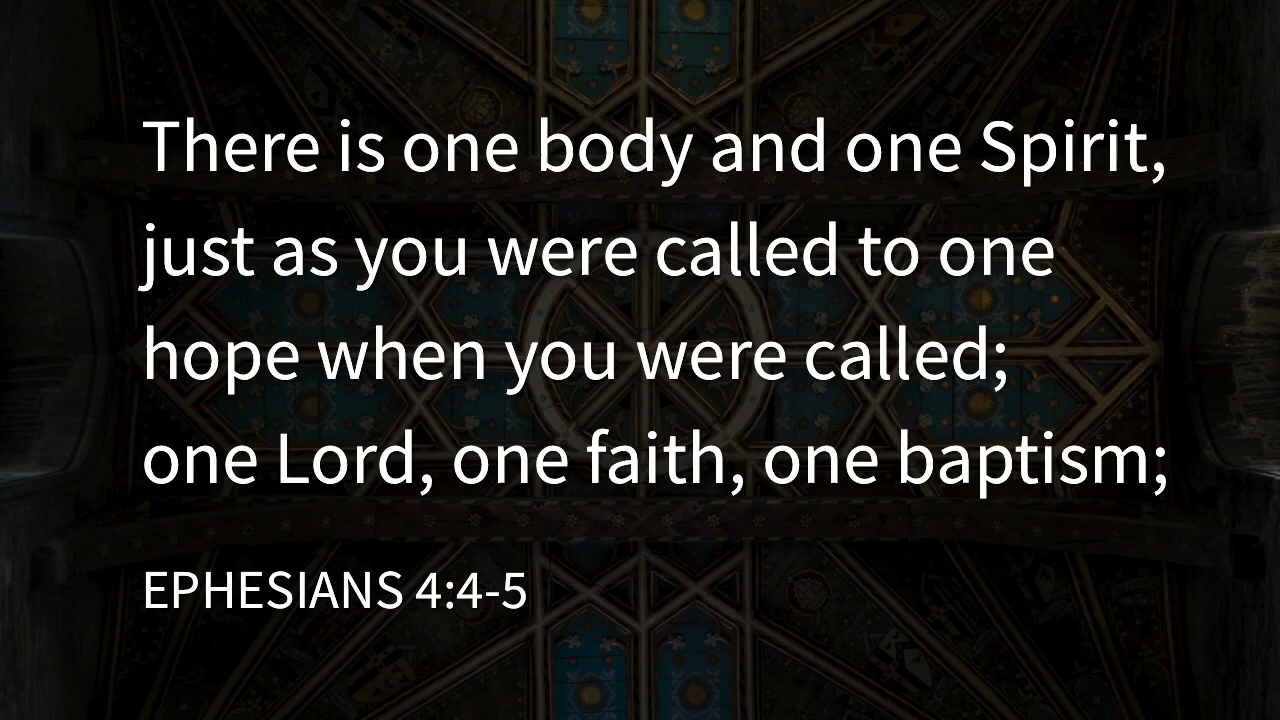 There is one body and one Spirit,
just as you were called to one
hope when you were called;
one Lord, one faith, one baptism;
EPHESIANS 4:4-5